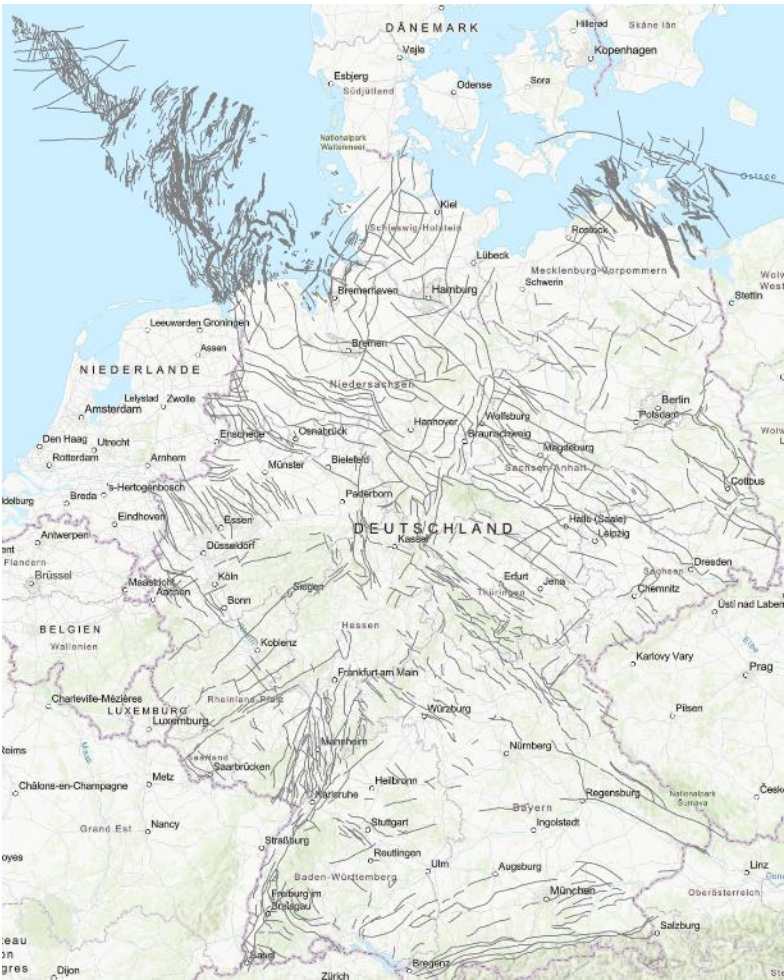 DÄNEMARK
Hillerød
Skåne län
Vejle
Kopenhagen
Esbjerg
Odense
Sorø
Südjütland
Nationalpark
Wattenmeer
Ostsee
Kiel
Schleswig-Holstein
Rostock
Lübeck
Mecklenburg-Vorpommern
Schwerin
Stettin
Bremerhaven
Hamburg
Leeuwarden
Groningen
Assen
Bremen
NIEDERLANDE
Niedersachsen
Lelystad
Zwolle
Amsterdam
Berlin
Potsdam
Den Haag
Utrecht
Enschede
Osnabrück
Hannover
Wolfsburg
Braunschweig
Rotterdam
Arnhem
Münster
Bielefeld
Magdeburg
Sachsen-Anhalt
's-Hertogenbosch
Breda
Paderborn
Cottbus
Eindhoven
Essen
DEUTSCHLAND
Halle (Saale)
Leipzig
Antwerpen
Düsseldorf
Kassel
Flandern
Brüssel
Maastricht
Aachen
Köln
Siegen
Erfurt
Jena
Thüringen
Sachsen
Dresden
Chemnitz
Bonn
BELGIEN
Wallonien
Hessen
Koblenz
Elbe
Karlovy Vary
Prag
Frankfurt am Main
Charleville-Mézières
Rheinland-Pfalz
LUXEMBURG
Luxemburg
Würzburg
Pilsen
Mannheim
Nürnberg
Saarland
Saarbrücken
Metz
Châlons-en-Champagne
Heilbronn
Karlsruhe
Regensburg
Nationalpark
Šumava
Bayern
Grand Est
Nancy
Stuttgart
Ingolstadt
Straßburg
Reutlingen
Ulm
Augsburg
Linz
Baden-Württemberg
Freiburg im
Breisgau
München
Oberösterreich
Salzburg
Basel
Bregenz
Zürich
Dijon